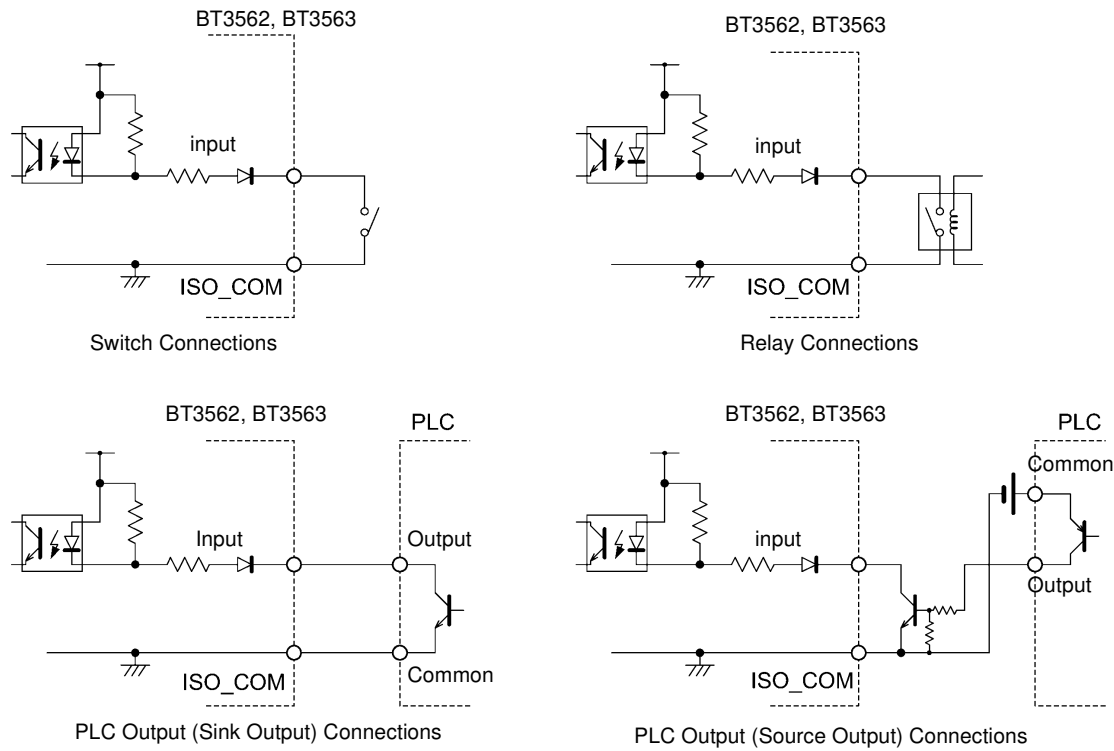 BT3562, BT3563
input
ISO_COM
Switch Connections
BT3562, BT3563
input
ISO_COM
Relay Connections
BT3562, BT3563
PLC
Input
Output
ISO_COM
Common
PLC Output (Sink Output) Connections
BT3562, BT3563
PLC
Common
input
Output
ISO_COM
PLC Output (Source Output) Connections